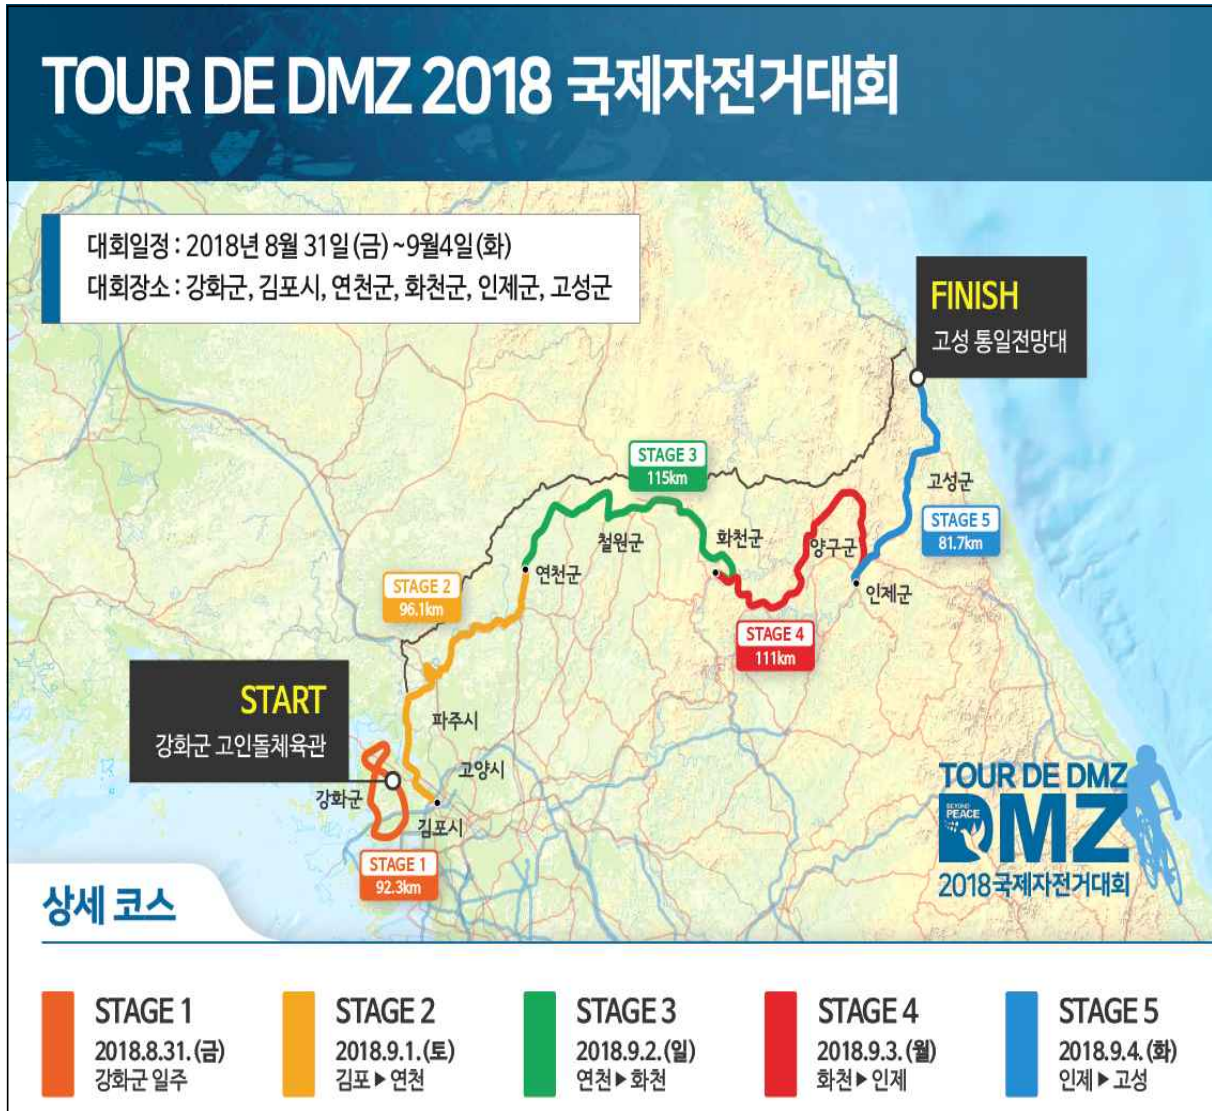 TOUR DE DMZ 2018 국제자전거대회
대회일정 : 2018년 8월 31일 (금) ~9월4일 (화)
대회장소 : 강화군, 김포시, 연천군, 화천군, 인제군, 고성군
FINISH
고성 통일전망대
STAGE 3
115km
고성군
STAGE 5
81.7km
철원군
화천군
양구군
연천군
인제군
STAGE 2
96.1km
STAGE 4
111km
START
강화군 고인돌체육관
파주시
고양시
강화군
김포시
STAGE 1
92.3km
TOUR DE DMZ
BEYOND
PEACE
DMZ
2018국제자전거대회
상세 코스
STAGE 1
2018.8.31.(금)
강화군 일주
STAGE 2
2018.9.1.(토)
김포▶연천
STAGE 3
2018.9.2.(일)
연천▶화천
STAGE 4
2018.9.3.(월)
화천▶인제
STAGE 5
2018.9.4.(화)
인제▶고성